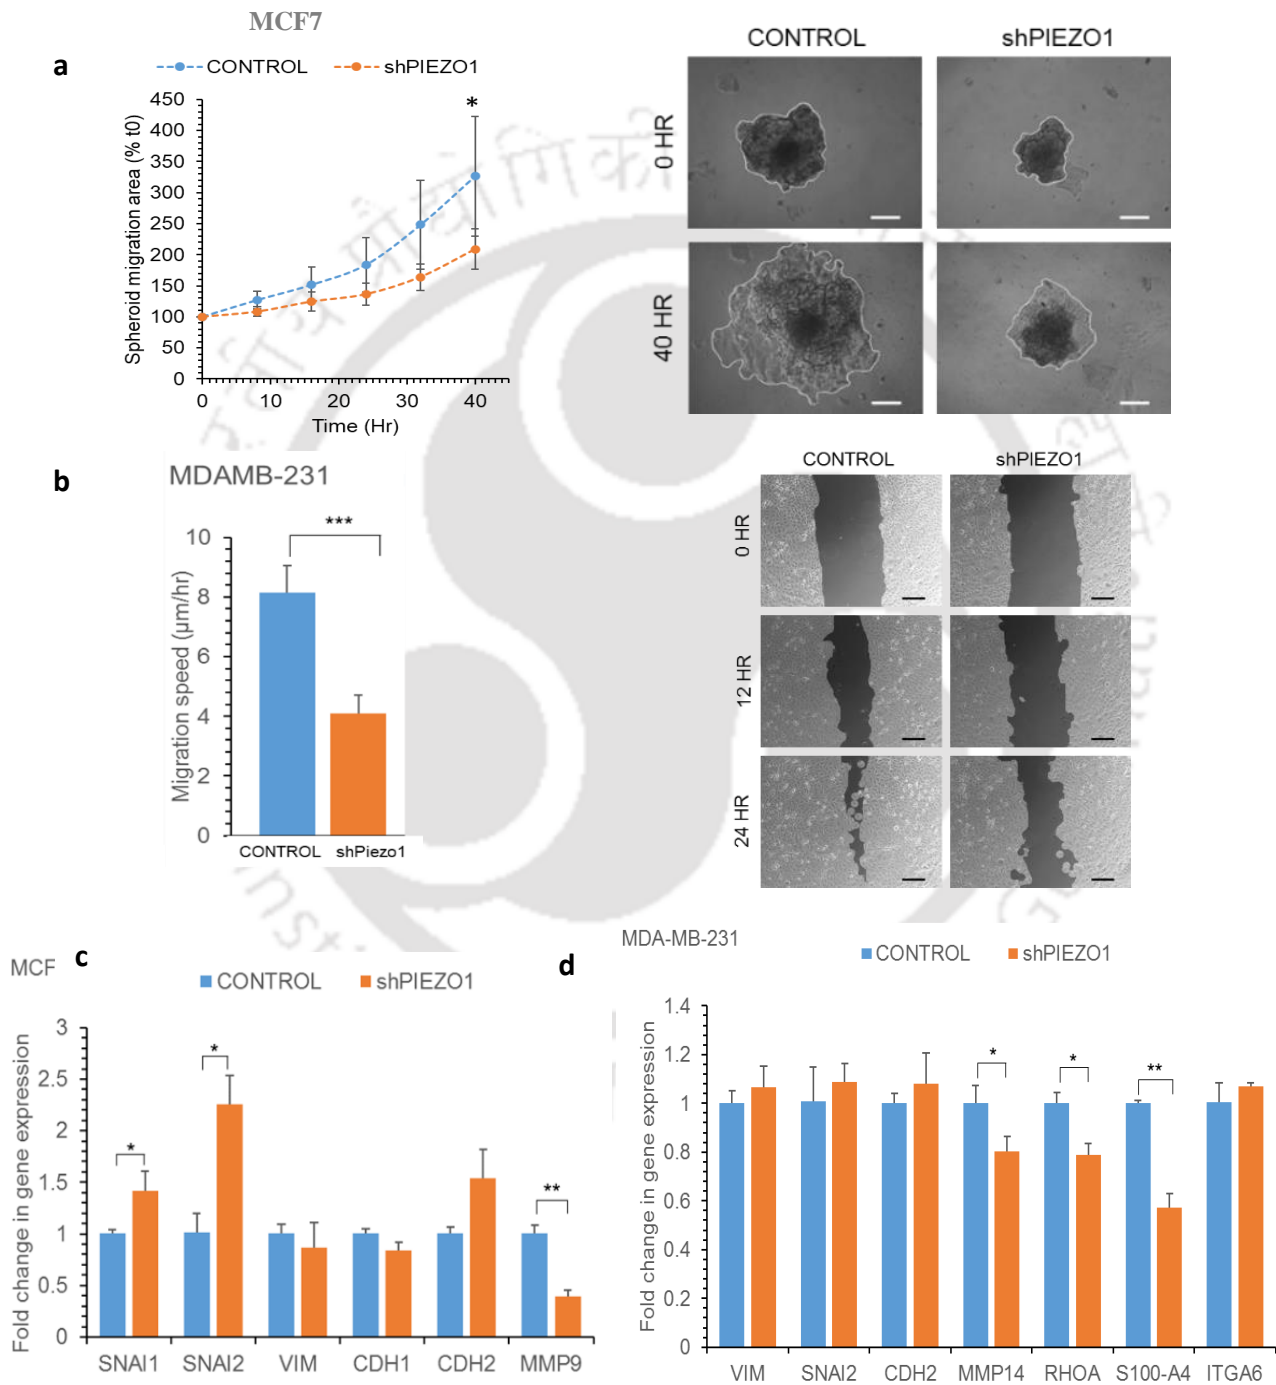 MCF7
a
CONTROL shPIEZO1
*
450
400
350
300
250
200
150
100
50
0
0 10 20 30 40
Spheroid migration area (% t0)
Time (Hr)
CONTROL shPIEZO1
0 HR
40 HR
b
MDAMB-231
***
10
8
6
4
2
0
Migration speed (µm/hr)
CONTROL shPiezo1
CONTROL shPIEZO1
0 HR
12 HR
24 HR
c
MCF
CONTROL shPIEZO1
3
2.5
2
1.5
1
0.5
0
Fold change in gene expression
* * **
SNAI1 SNAI2 VIM CDH1 CDH2 MMP9
MDA-MB-231
d
CONTROL shPIEZO1
1.4
1.2
1
0.8
0.6
0.4
0.2
0
Fold change in gene expression
* * **
VIM SNAI2 CDH2 MMP14 RHOA S100-A4 ITGA6